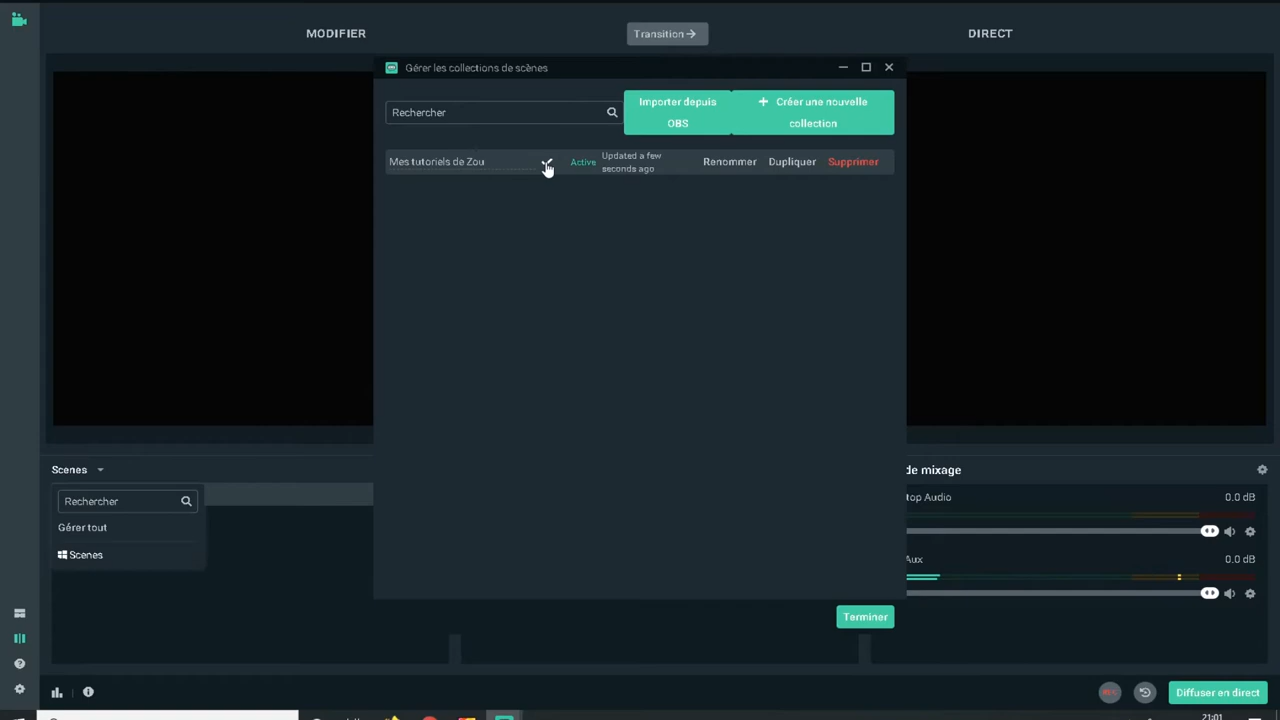 MODIFIER
Transition
DIRECT
Gérer les collections de scènes
Rechercher
Importer depuis
OBS
Créer une nouvelle
collection
Mes tutoriels de Zou
Active
Updated a few
seconds ago
Renommer
Dupliquer
Supprimer
Scenes
Rechercher
Gérer tout
Scenes
de mixage
top Audio
0.0 dB
Aux
0.0 dB
Terminer
REC
Diffuser en direct
21:01